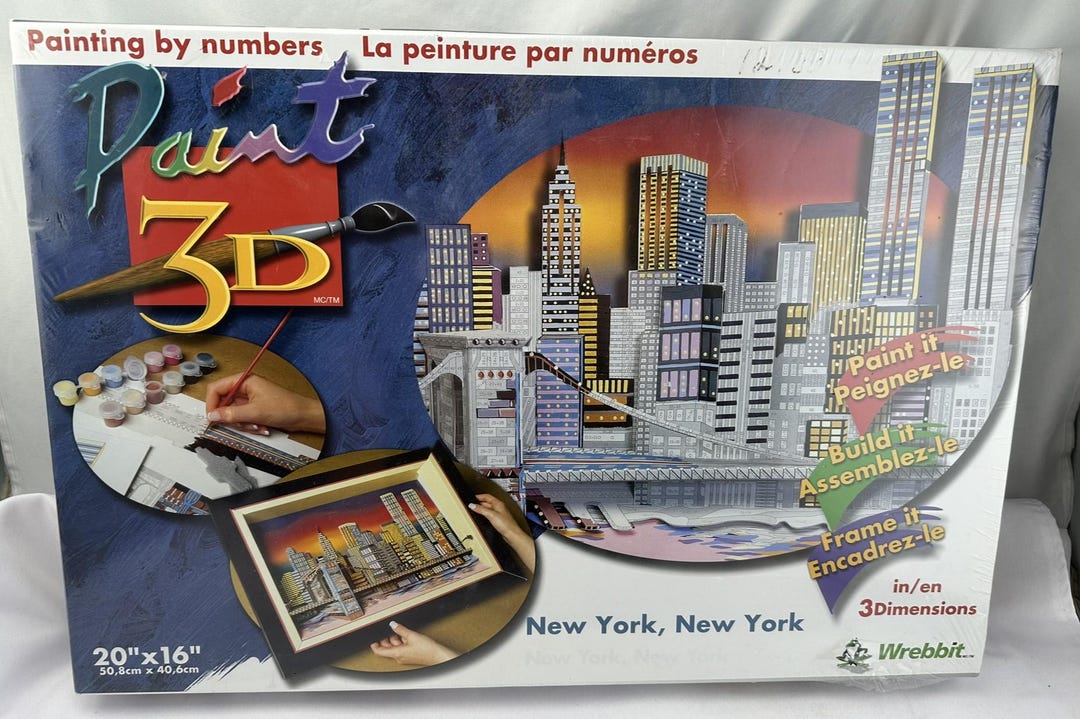 Painting by numbers La peinture par numéros
Paint
3D
MC/TM
Paint it
Peignez-le
Build it
Assemblez-le
Frame it
Encadrez-le
in/en
3Dimensions
New York, New York
20"x16"
50,8cm x 40,6cm
Wrebbit